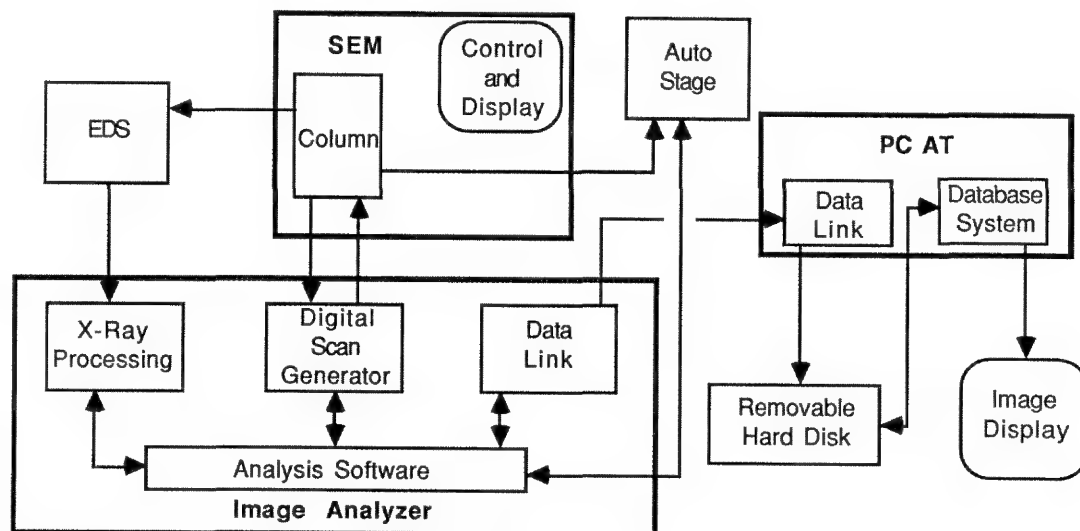 SEM
Control
and
Display
Auto
Stage
EDS
Column
PC AT
Data
Link
Database
System
X-Ray
Processing
Digital
Scan
Generator
Data
Link
Removable
Hard Disk
Image
Display
Analysis Software
Image Analyzer